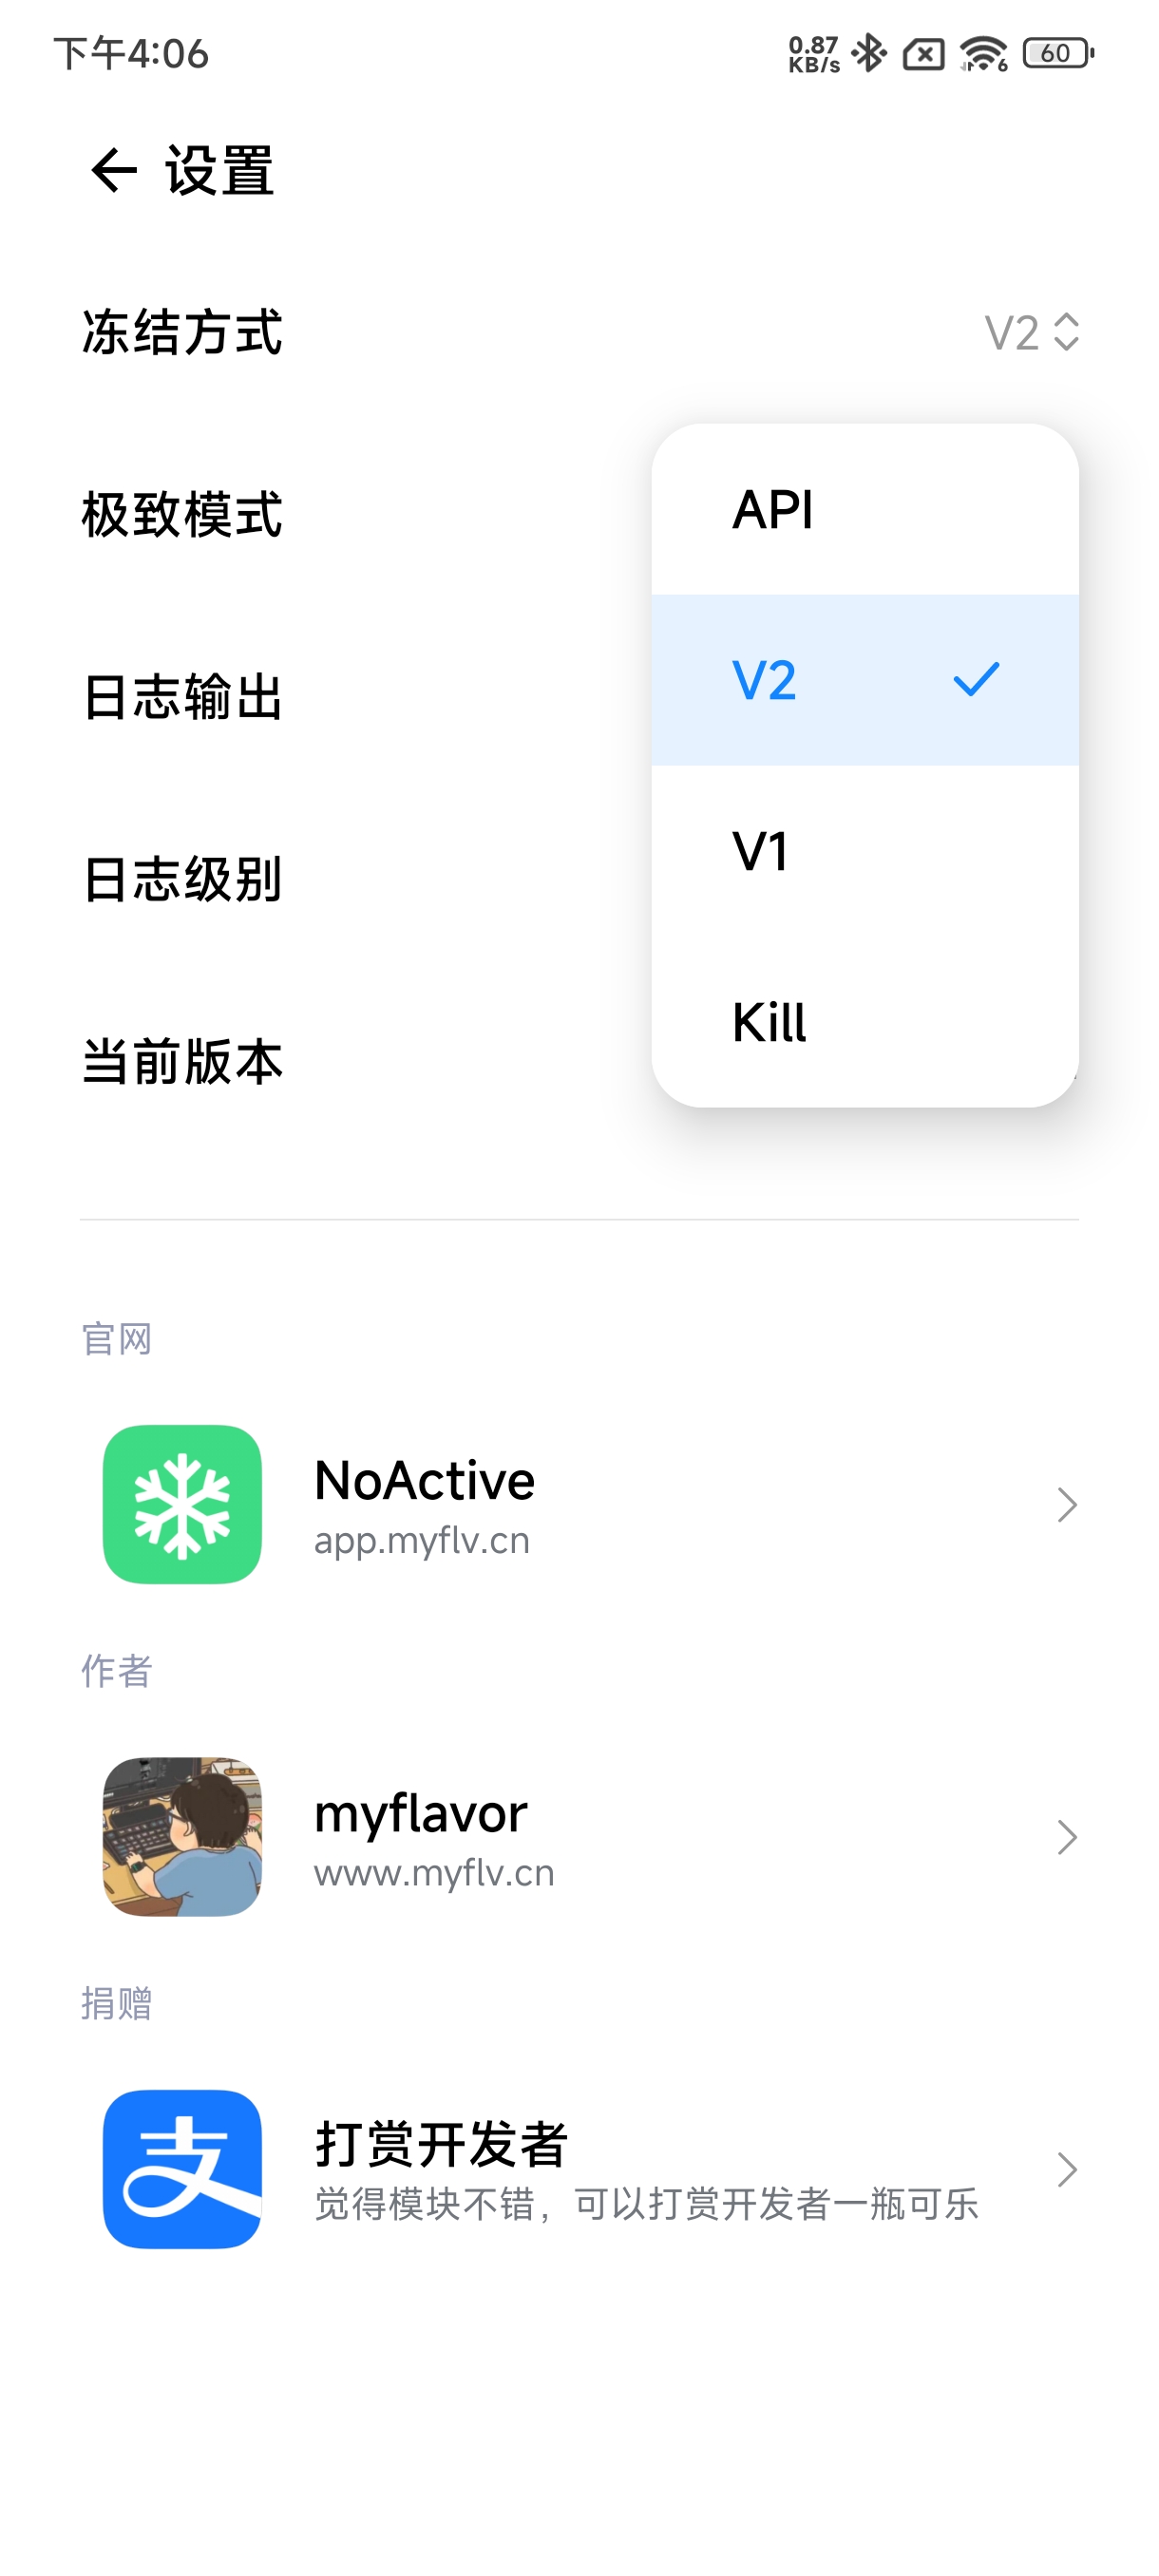 下午4:06
0.87
KB/s
6
60
设置
冻结方式
V2
极致模式
API
V2
日志输出
V1
日志级别
Kill
当前版本
官网
NoActive
app.myflv.cn
作者
myflavor
www.myflv.cn
捐赠
支
打赏开发者
觉得模块不错，可以打赏开发者一瓶可乐